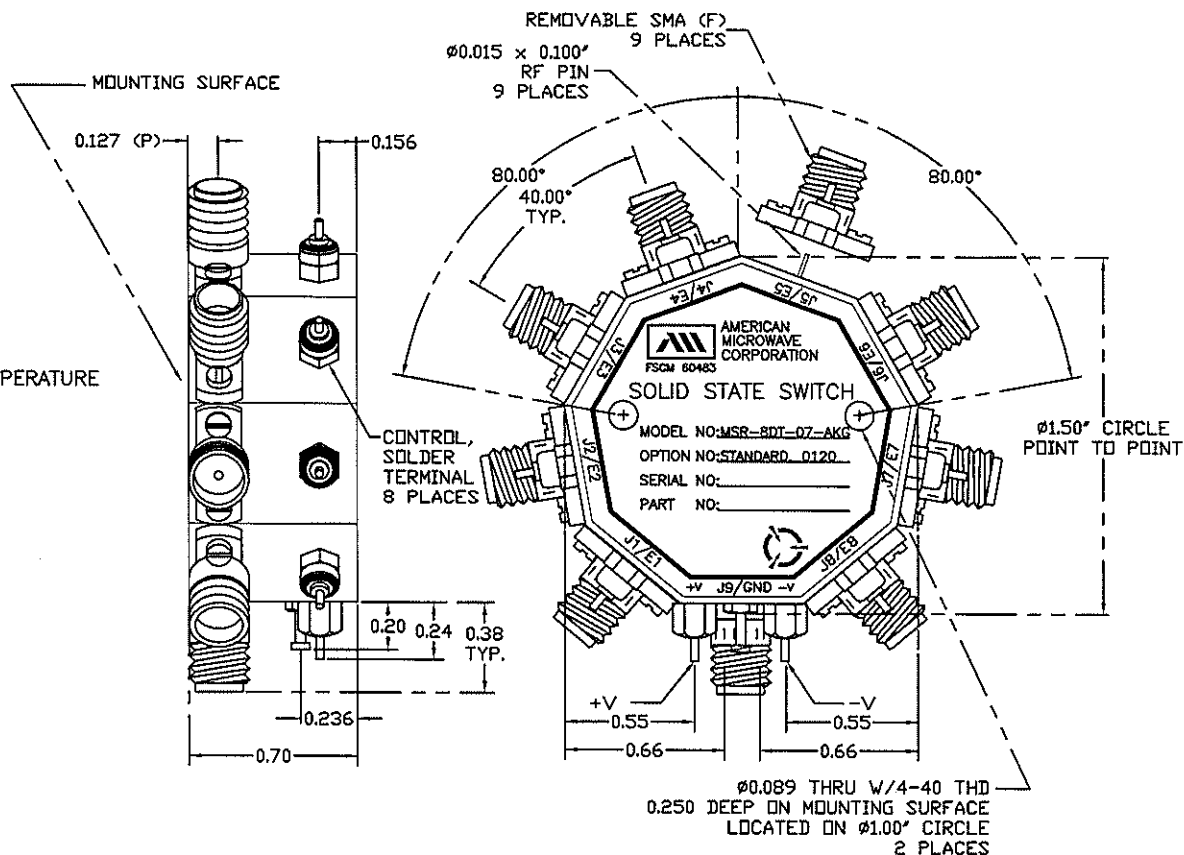 REMOVABLE SMA (F)
9 PLACES
Ø0.015 x 0.100"
RF PIN
9 PLACES
MOUNTING SURFACE
0.127 (P)
0.156
80.00°
40.00°
TYP.
80.00°
J4/E4
J5/E5
J3/E3
J6/E6
AMERICAN
MICROWAVE
CORPORATION
FSCM 60483
PERATURE
SOLID STATE SWITCH
MODEL NO:MSR-8DT-07-AKG
OPTION NO:STANDARD 0120
SERIAL NO:
PART NO:
CONTROL,
SOLDER
TERMINAL
8 PLACES
J2/E2
J7/E7
Ø1.50" CIRCLE
POINT TO POINT
J1/E1
J8/E8
+V J9/GND -V
0.20
0.24
0.38
TYP.
+V
-V
0.236
0.55
0.55
0.70
0.66
0.66
Ø0.089 THRU W/4-40 THD
0.250 DEEP ON MOUNTING SURFACE
LOCATED ON Ø1.00" CIRCLE
2 PLACES